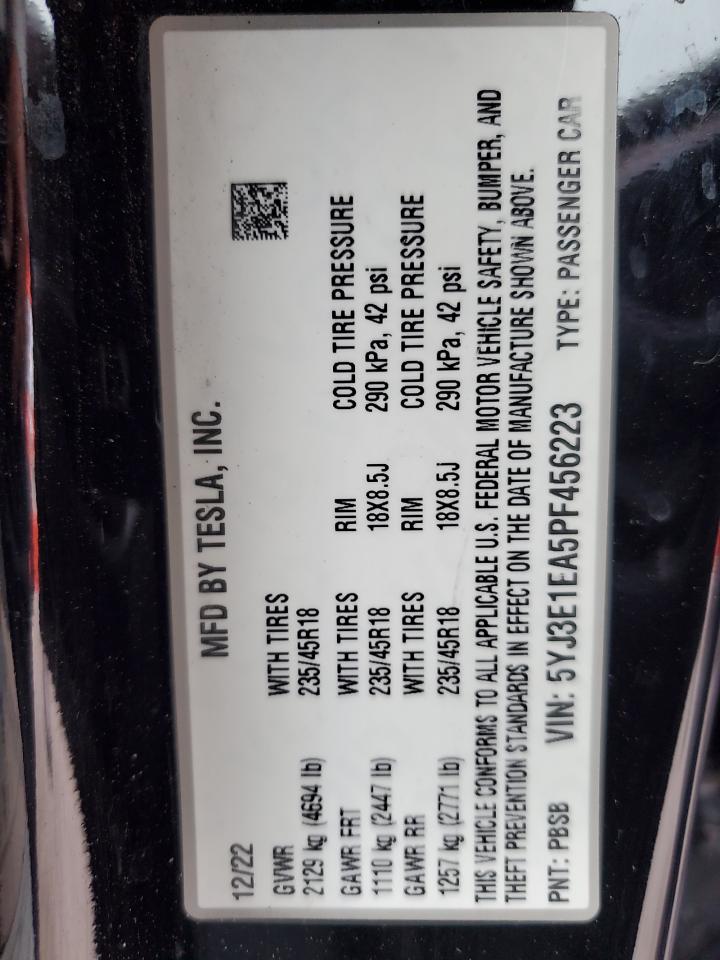 MFD BY TESLA, INC.
12/22
GVWR WITH TIRES
2129 kg (4694 lb) 235/45R18
GAWR FRT WITH TIRES RIM COLD TIRE PRESSURE
1110 kg (2447 lb) 235/45R18 18X8.5J 290 kPa, 42 psi
GAWR RR WITH TIRES RIM COLD TIRE PRESSURE
1257 kg (2771 lb) 235/45R18 18X8.5J 290 kPa, 42 psi
THIS VEHICLE CONFORMS TO ALL APPLICABLE U.S. FEDERAL MOTOR VEHICLE SAFETY, BUMPER, AND
THEFT PREVENTION STANDARDS IN EFFECT ON THE DATE OF MANUFACTURE SHOWN ABOVE.
PNT: PBSB VIN: 5YJ3E1EA5PF456223 TYPE: PASSENGER CAR